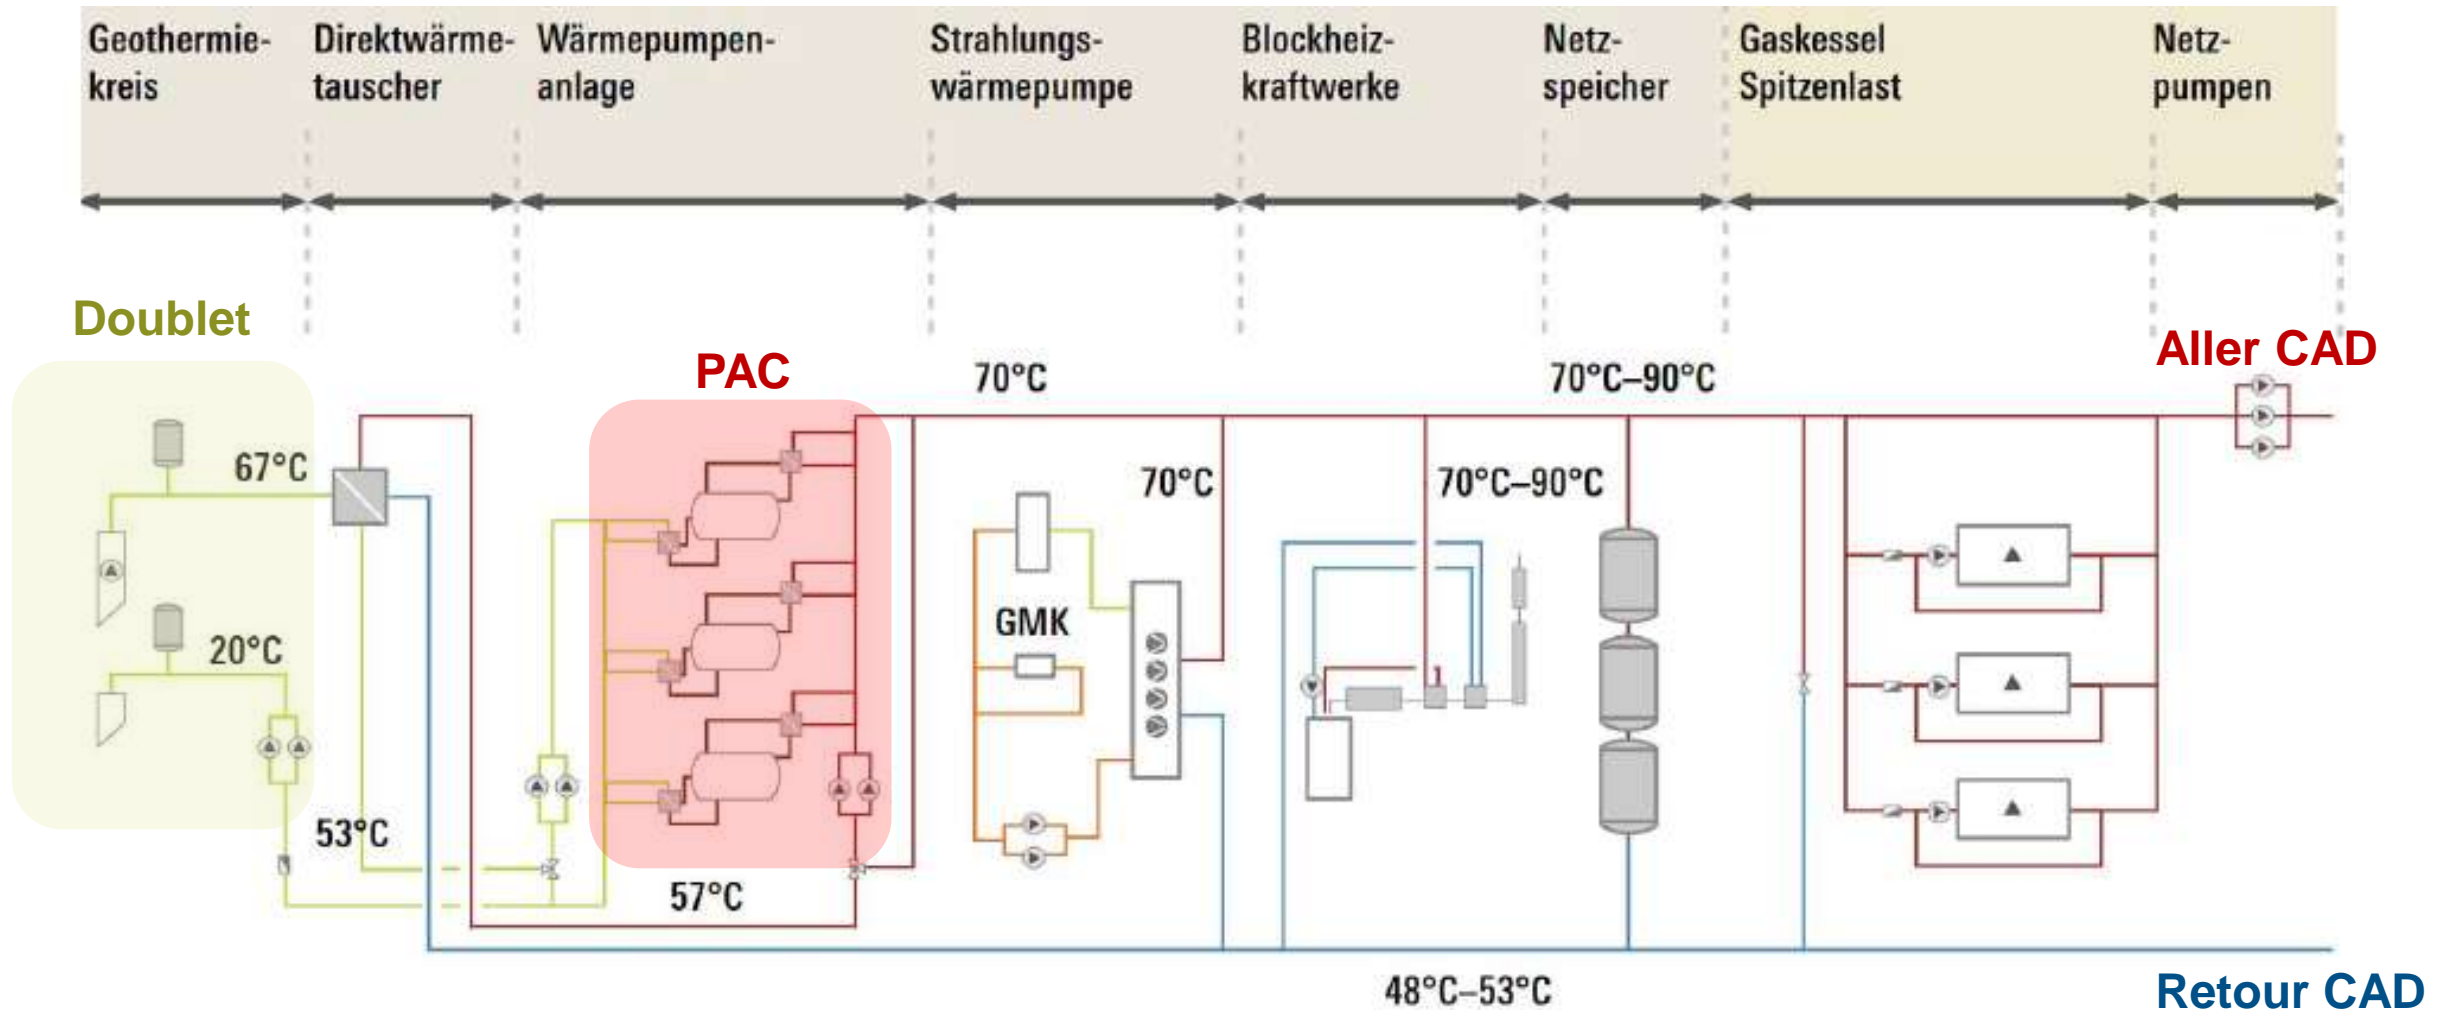 Geothermie-
kreis
Direktwärme-
tauscher
Wärmepumpen-
anlage
Strahlungs-
wärmepumpe
Blockheiz-
kraftwerke
Netz-
speicher
Gaskessel
Spitzenlast
Netz-
pumpen
Doublet
PAC
Aller CAD
70°C
70°C–90°C
67°C
70°C
70°C–90°C
GMK
20°C
53°C
57°C
48°C–53°C
Retour CAD